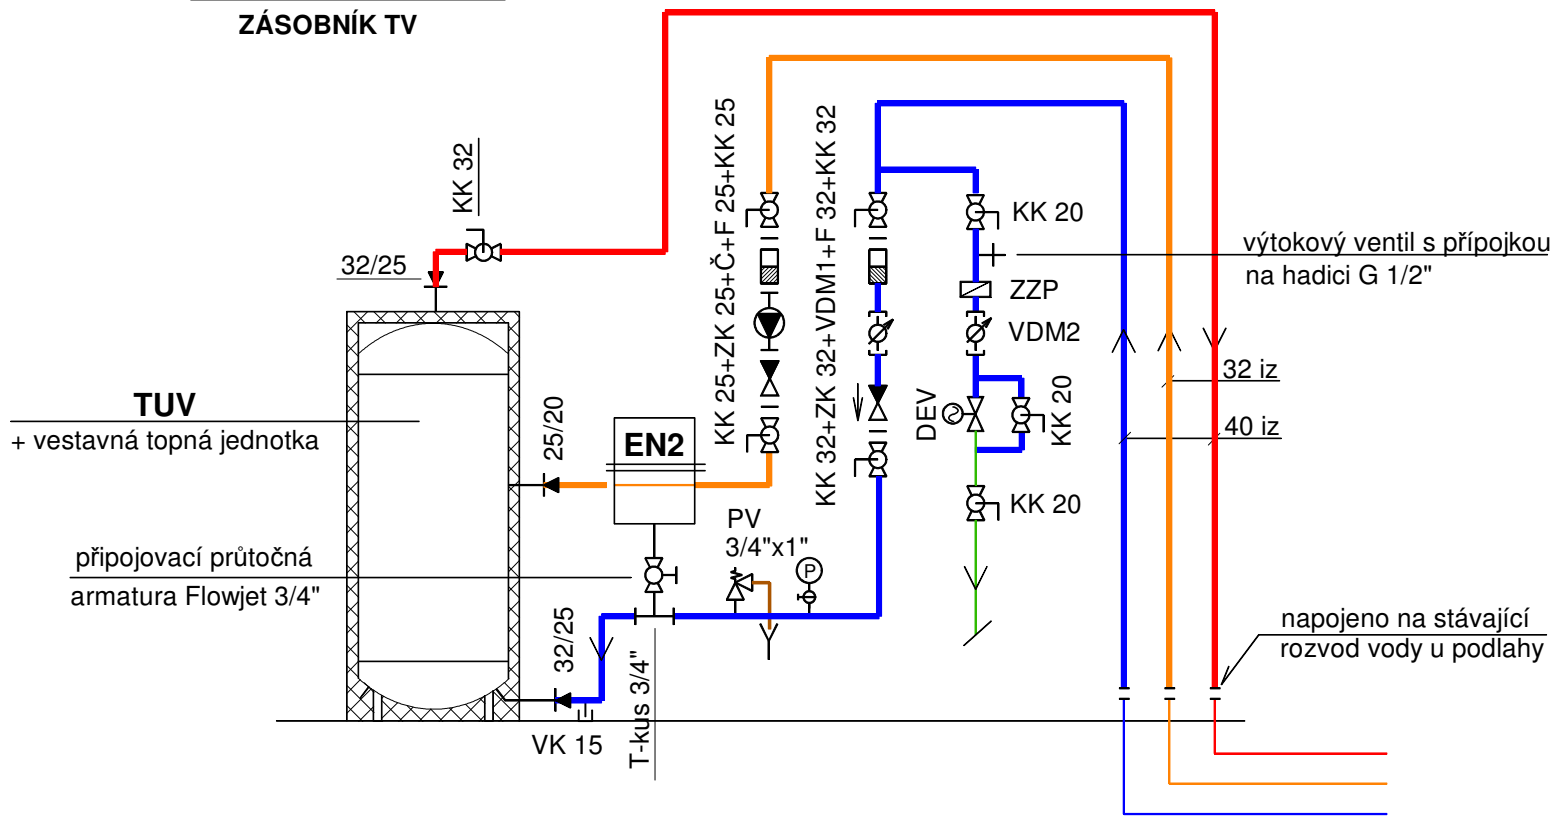 ZÁSOBNÍK TV
KK 32
32/25
KK 25+ZK 25+Č+F 25+KK 25
KK 32+ZK 32+VDM1+F 32+KK 32
KK 20
výtokový ventil s přípojkou
na hadici G 1/2"
ZZP
VDM2
DEV
KK 20
32 iz
40 iz
TUV
+ vestavná topná jednotka
25/20
EN2
KK 20
PV
3/4"x1"
P
připojovací průtočná
armatura Flowjet 3/4"
32/25
T-kus 3/4"
VK 15
napojeno na stávající
rozvod vody u podlahy